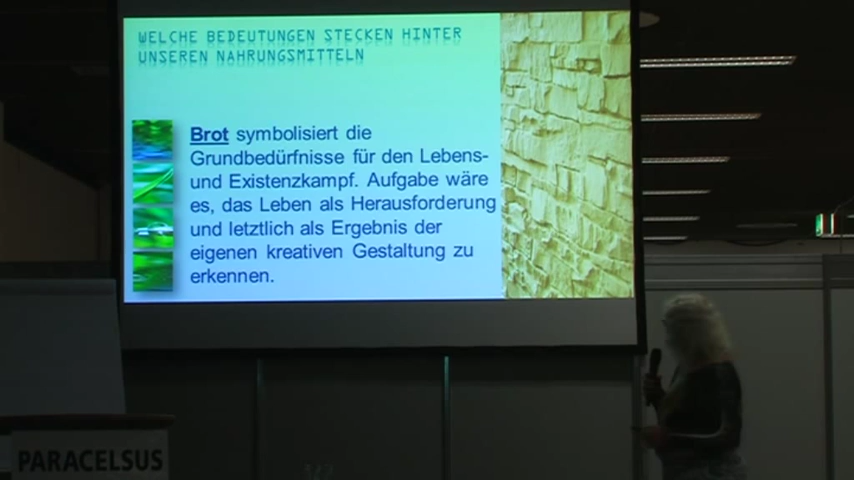 WELCHE BEDEUTUNGEN STECKEN HINTER
UNSEREN NAHRUNGSMITTELN
Brot symbolisiert die
Grundbedürfnisse für den Lebens-
und Existenzkampf. Aufgabe wäre
es, das Leben als Herausforderung
und letztlich als Ergebnis der
eigenen kreativen Gestaltung zu
erkennen.
PARACELSUS